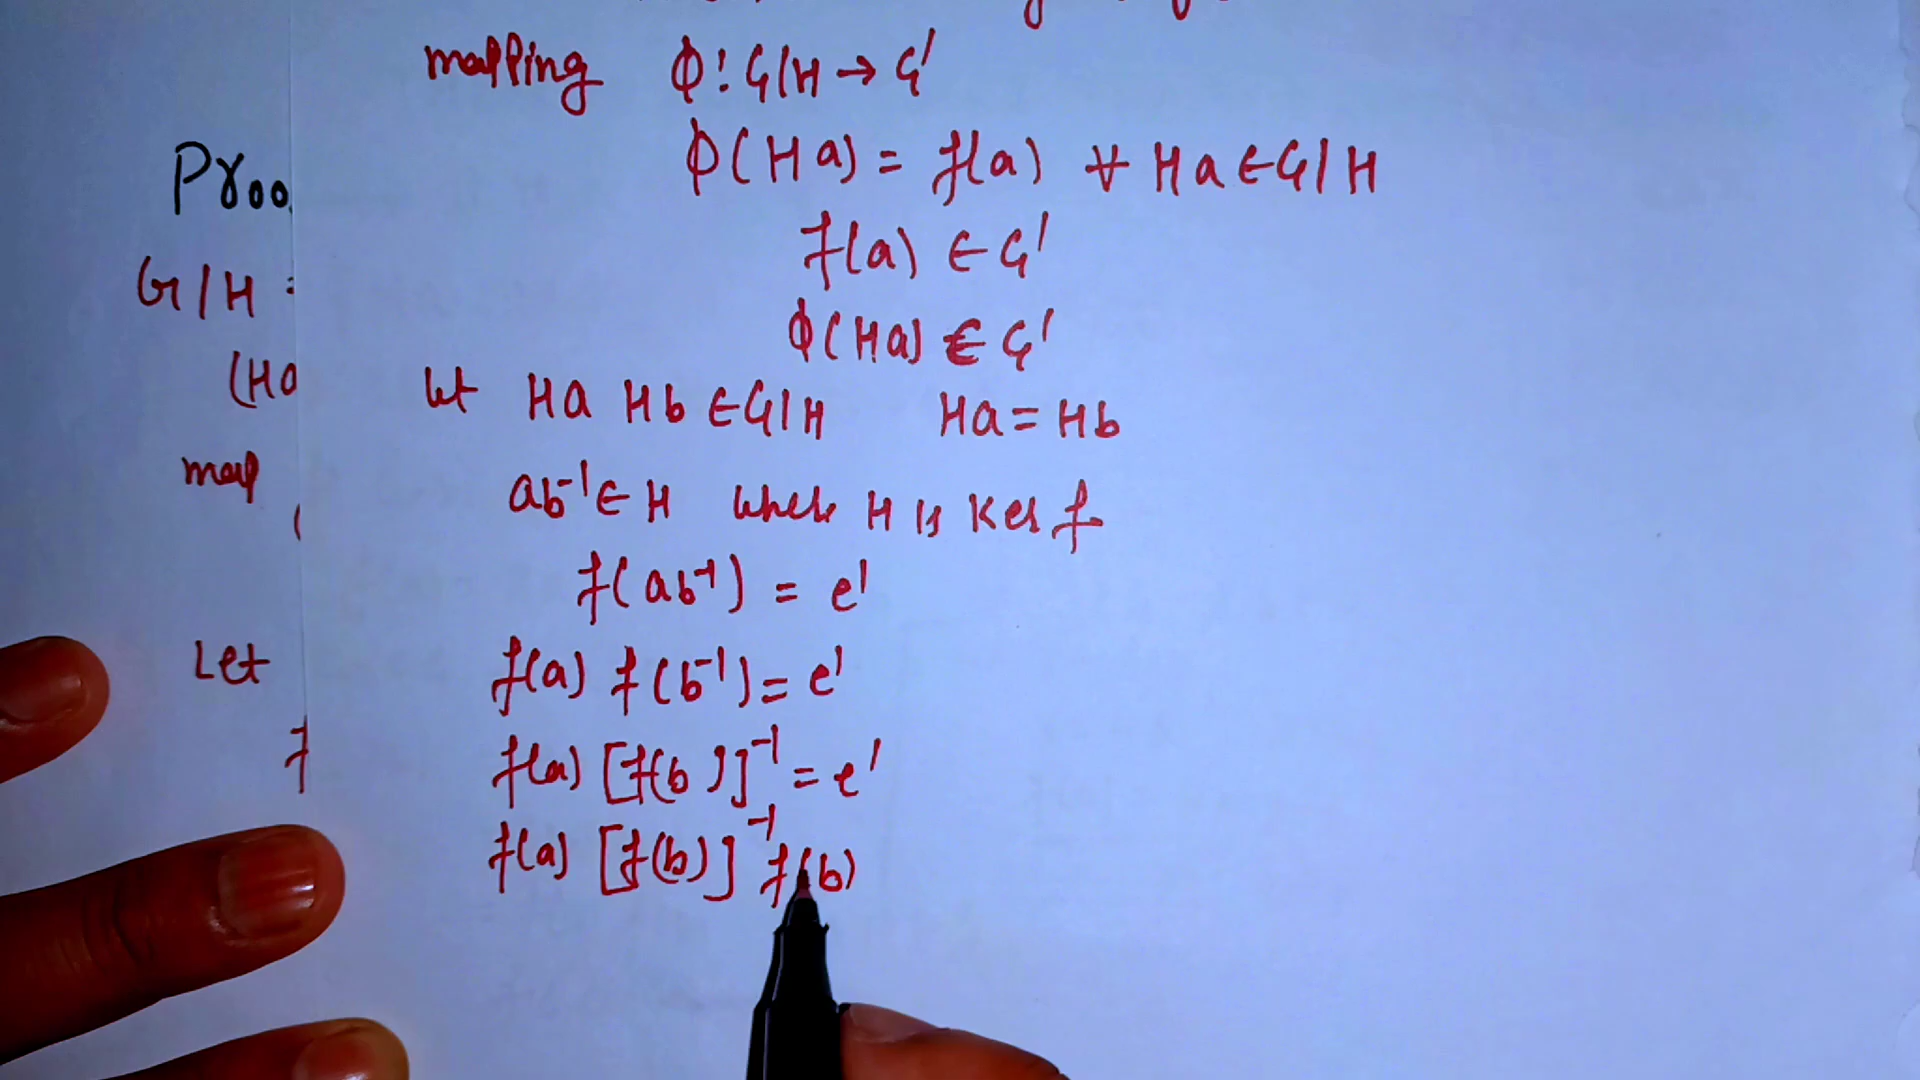 mapping Φ: G/H → G'
Φ(Ha) = f(a) ∀ Ha ∈ G/H
f(a) ∈ G'
Φ(Ha) ∈ G'
let Ha Hb ∈ G/H Ha = Hb
ab⁻¹ ∈ H where H is Ker f
f(ab⁻¹) = e'
f(a) f(b⁻¹) = e'
f(a) [f(b)]⁻¹ = e'
f(a) [f(b)]⁻¹ f(b)
Proo
G/H =
(Ha
map
(
Let
f